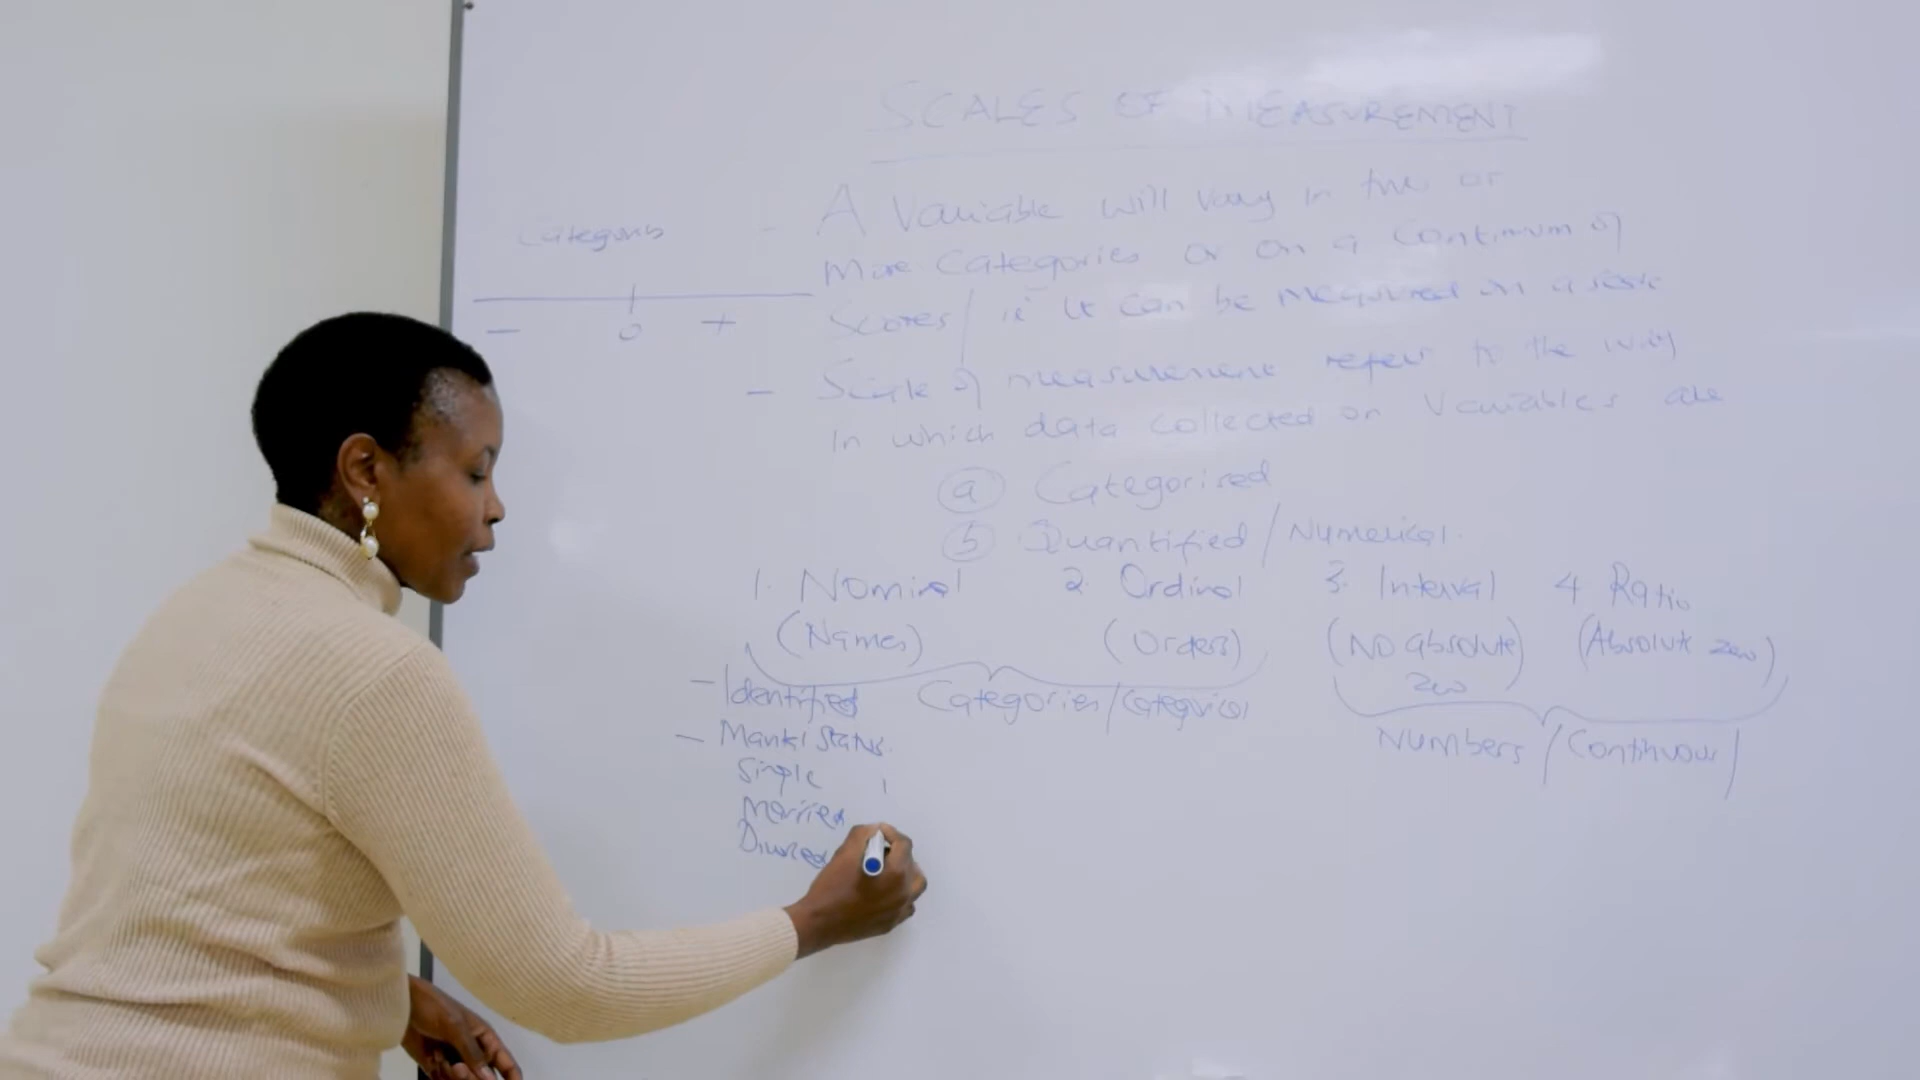 SCALES OF MEASUREMENT
- A Variable will vary in two or
more categories or on a continuum of
Scores / ie it can be measured on a scale
- Scale of measurement refer to the way
in which data collected on Variables are
(a) Categorised
(b) Quantified / Numerical.
Categories
- 0 +
1. Nominal 2. Ordinal 3. Interval 4 Ratio
(Names) (Orders) (No absolute Zero) (Absolute zero)
Categories/Categorical
Numbers / Continuous /
- Identified
- Marital Status.
Single 1
Married
Divorced